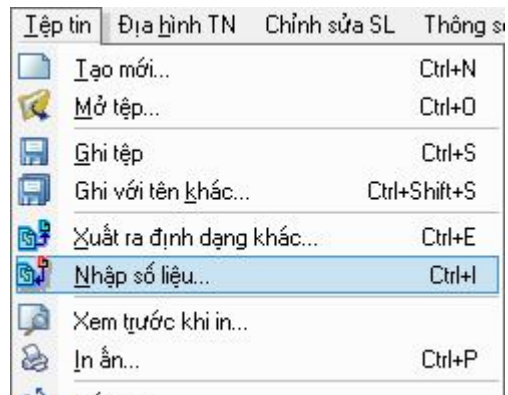 Tệp tin Địa hình TN Chỉnh sửa SL Thông
Tạo mới... Ctrl+N
Mở tệp... Ctrl+O
Ghi tệp Ctrl+S
Ghi với tên khác... Ctrl+Shift+S
Xuất ra định dạng khác... Ctrl+E
Nhập số liệu... Ctrl+I
Xem trước khi in...
In ấn... Ctrl+P